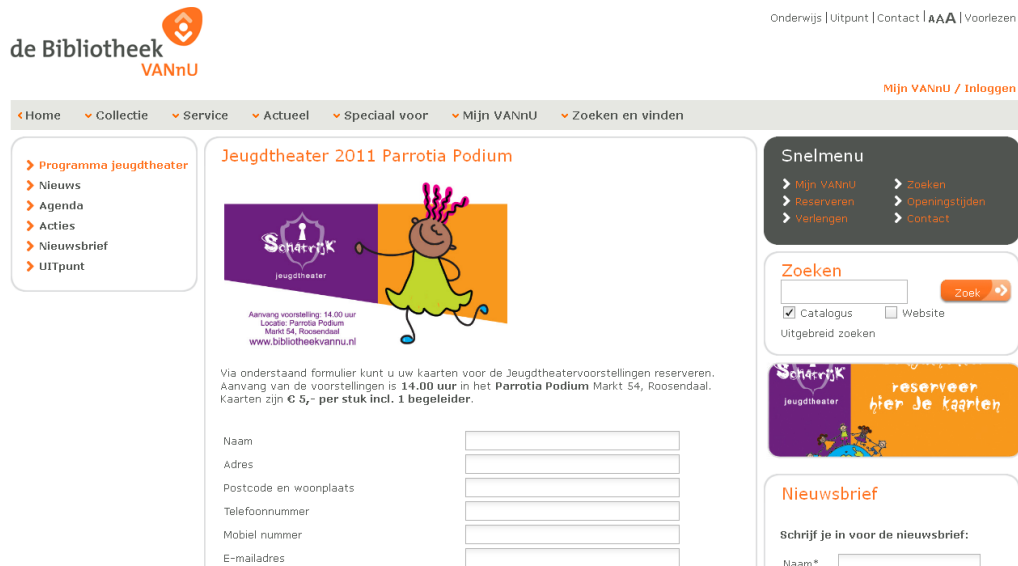 Onderwijs | Uitpunt | Contact | AAA | Voorlezen
de Bibliotheek
VANnU
Mijn VANnU / Inloggen
Home Collectie Service Actueel Speciaal voor Mijn VANnU Zoeken en vinden
Programma jeugdtheater
Nieuws
Agenda
Acties
Nieuwsbrief
UITpunt
Jeugdtheater 2011 Parrotia Podium
Schatrijk
jeugdtheater
Aanvang voorstelling: 14.00 uur
Locatie: Parrotia Podium
Markt 54, Roosendaal
www.bibliotheekvannu.nl
Via onderstaand formulier kunt u uw kaarten voor de Jeugdtheatervoorstellingen reserveren.
Aanvang van de voorstellingen is 14.00 uur in het Parrotia Podium Markt 54, Roosendaal.
Kaarten zijn € 5,- per stuk incl. 1 begeleider.
Naam
Adres
Postcode en woonplaats
Telefoonnummer
Mobiel nummer
E-mailadres
Snelmenu
Mijn VANnU Zoeken
Reserveren Openingstijden
Verlengen Contact
Zoeken
Zoek
Catalogus Website
Uitgebreid zoeken
Schatrijk
jeugdtheater
reserveer
hier de kaarten
Nieuwsbrief
Schrijf je in voor de nieuwsbrief:
Naam*